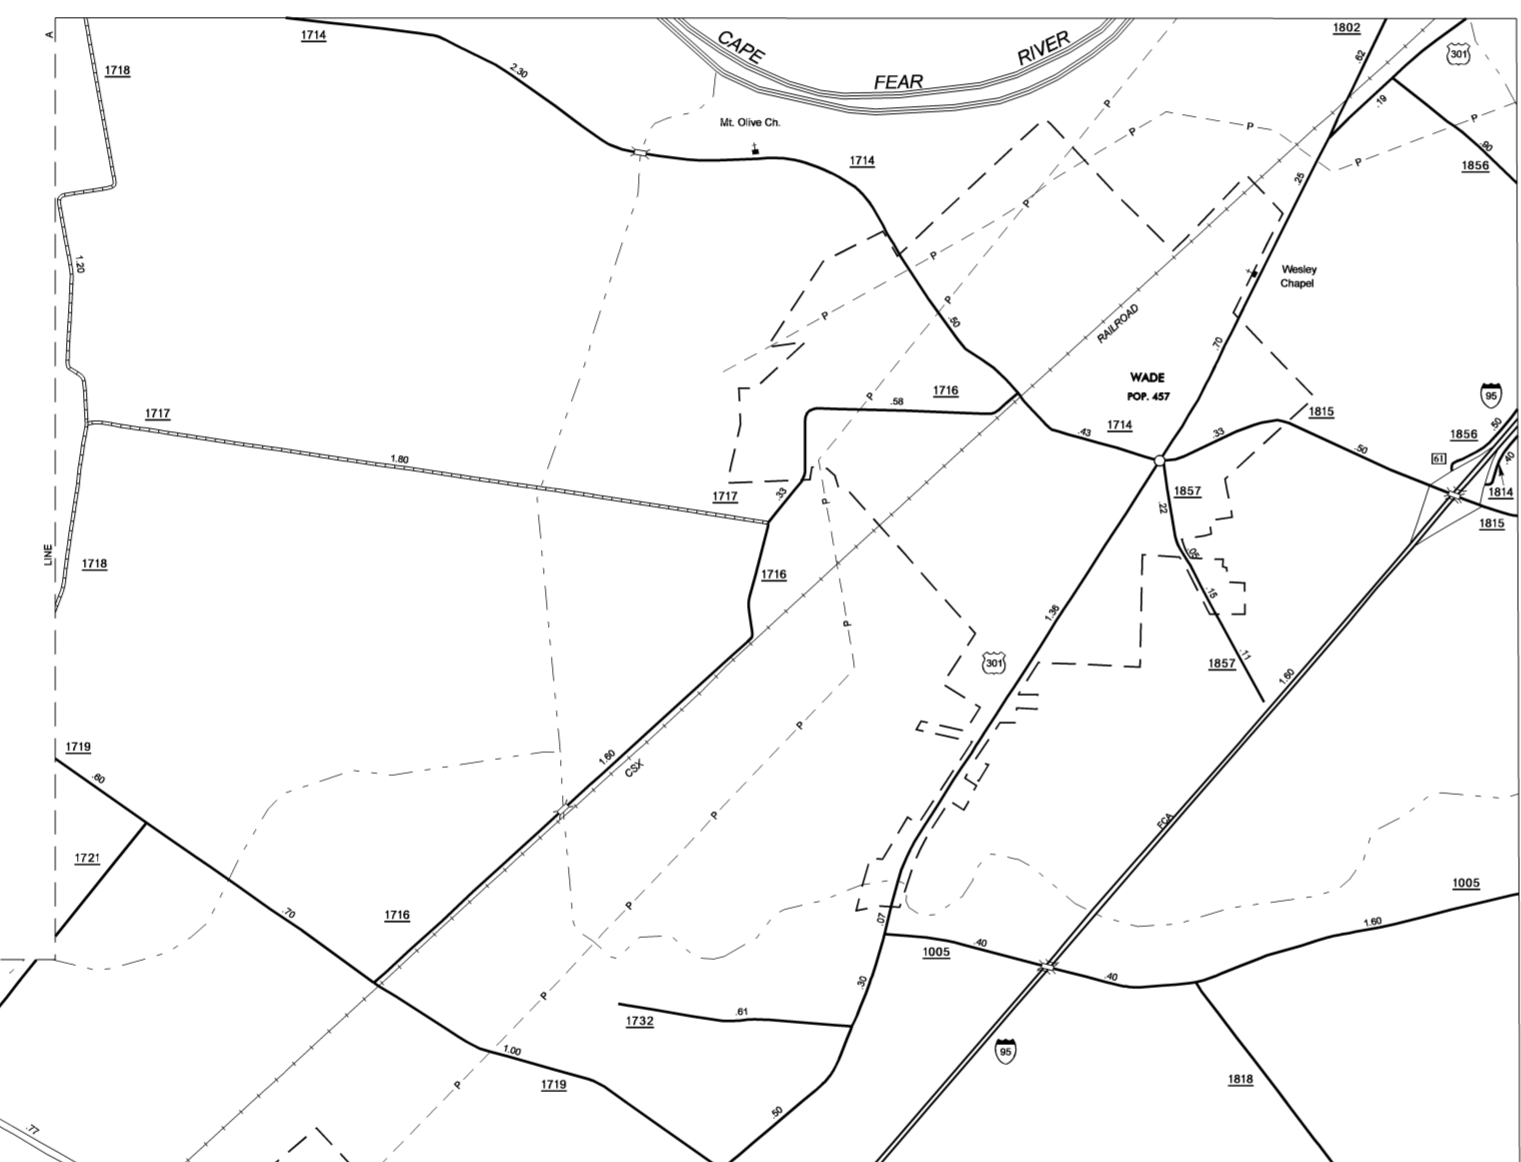 A
1718
1714
2.30
CAPE
FEAR
RIVER
1802
.62
301
.19
P
P
P
P
.90
1856
P
Mt. Olive Ch.
1714
.25
P
P
1.20
Wesley
Chapel
P
P
.50
RAILROAD
.70
WADE
POP. 457
1716
.58
P
95
1717
1.80
.43
1714
.33
1815
.50
1856
.50
61
.40
1814
1815
1717
.33
P
1857
.22
LINE
1718
1716
.05
.15
1.36
P
301
1857
.11
1.60
1719
.60
P
1.60
CSX
P
FCA
1721
.70
1716
P
.07
1005
1.60
.40
1005
.40
P
.30
.61
1732
1.00
1719
P
95
1818
.50
.77